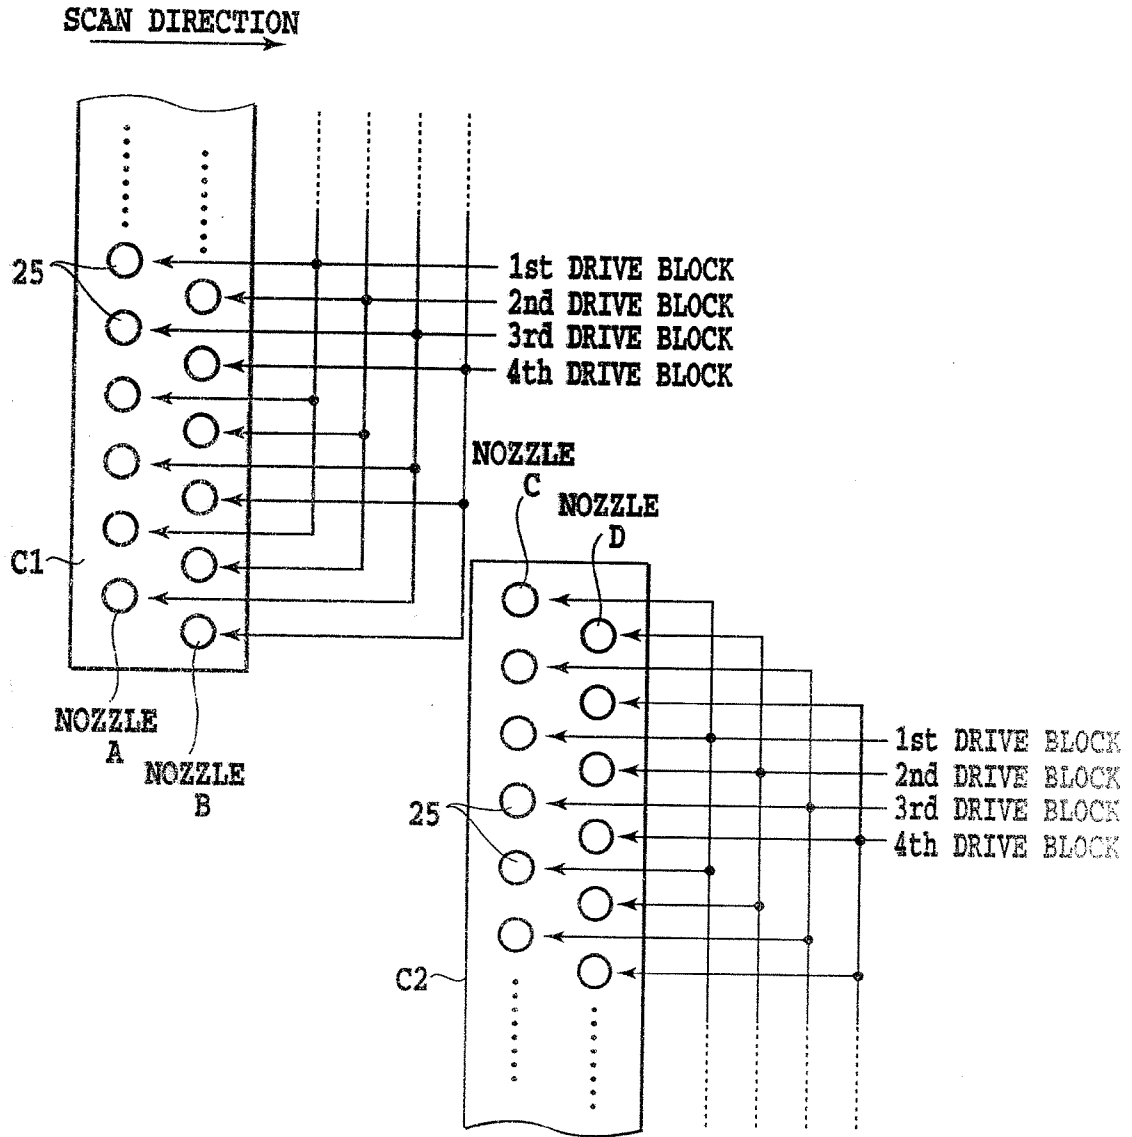 SCAN DIRECTION
25
1st DRIVE BLOCK
2nd DRIVE BLOCK
3rd DRIVE BLOCK
4th DRIVE BLOCK
NOZZLE
C
NOZZLE
D
C1
NOZZLE
A
NOZZLE
B
1st DRIVE BLOCK
2nd DRIVE BLOCK
3rd DRIVE BLOCK
4th DRIVE BLOCK
25
C2